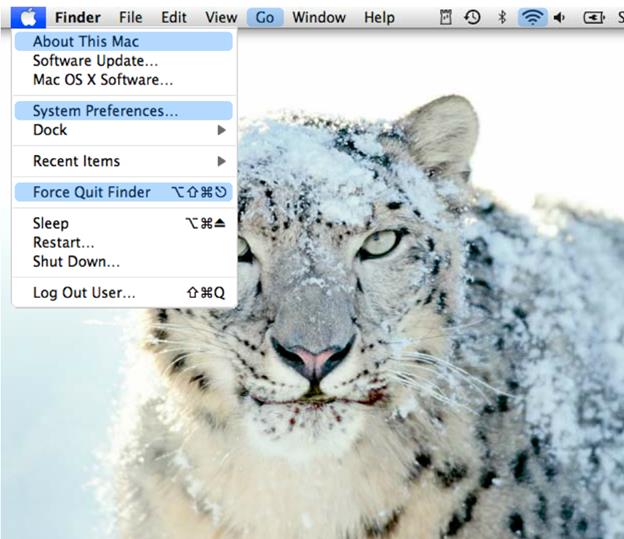 Finder File Edit View Go Window Help
About This Mac
Software Update...
Mac OS X Software...
System Preferences...
Dock
Recent Items
Force Quit Finder ⌥⇧⌘⎋
Sleep ⌥⌘⏏
Restart...
Shut Down...
Log Out User... ⇧⌘Q